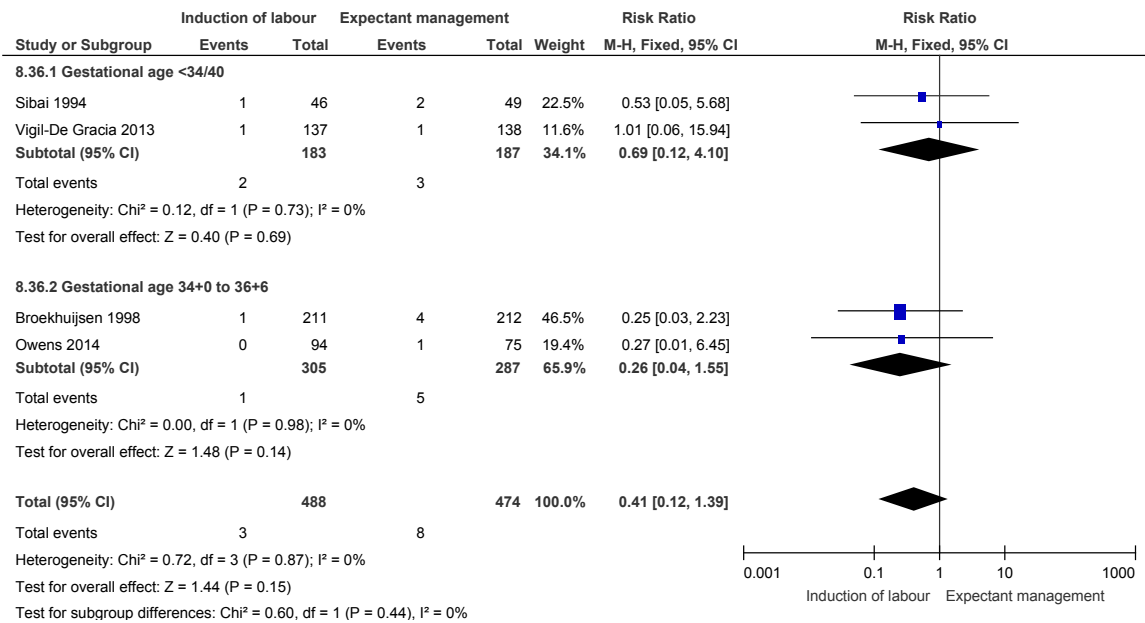 Induction of labour Expectant management Risk Ratio Risk Ratio
Study or Subgroup Events Total Events Total Weight M-H, Fixed, 95% CI M-H, Fixed, 95% CI
8.36.1 Gestational age <34/40
Sibai 1994 1 46 2 49 22.5% 0.53 [0.05, 5.68]
Vigil-De Gracia 2013 1 137 1 138 11.6% 1.01 [0.06, 15.94]
Subtotal (95% CI) 183 187 34.1% 0.69 [0.12, 4.10]
Total events 2 3
Heterogeneity: Chi² = 0.12, df = 1 (P = 0.73); I² = 0%
Test for overall effect: Z = 0.40 (P = 0.69)
8.36.2 Gestational age 34+0 to 36+6
Broekhuijsen 1998 1 211 4 212 46.5% 0.25 [0.03, 2.23]
Owens 2014 0 94 1 75 19.4% 0.27 [0.01, 6.45]
Subtotal (95% CI) 305 287 65.9% 0.26 [0.04, 1.55]
Total events 1 5
Heterogeneity: Chi² = 0.00, df = 1 (P = 0.98); I² = 0%
Test for overall effect: Z = 1.48 (P = 0.14)
Total (95% CI) 488 474 100.0% 0.41 [0.12, 1.39]
Total events 3 8
Heterogeneity: Chi² = 0.72, df = 3 (P = 0.87); I² = 0%
Test for overall effect: Z = 1.44 (P = 0.15)
Test for subgroup differences: Chi² = 0.60, df = 1 (P = 0.44), I² = 0%
0.001 0.1 1 10 1000
Induction of labour Expectant management